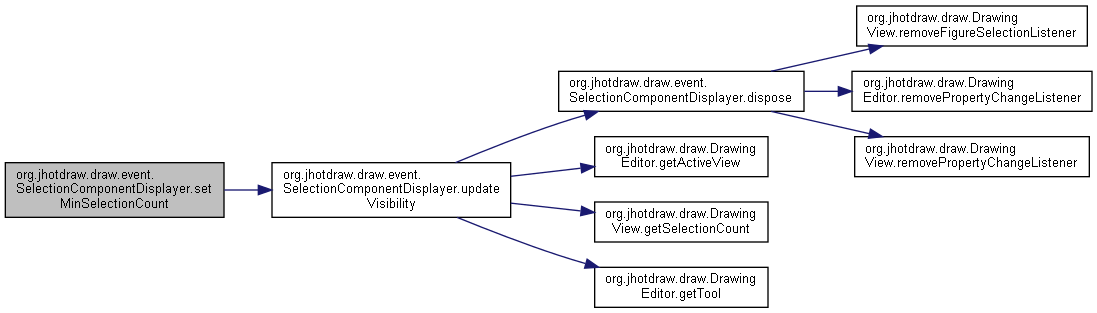 org.jhotdraw.draw.event.
SelectionComponentDisplayer.set
MinSelectionCount
org.jhotdraw.draw.event.
SelectionComponentDisplayer.update
Visibility
org.jhotdraw.draw.event.
SelectionComponentDisplayer.dispose
org.jhotdraw.draw.Drawing
View.removeFigureSelectionListener
org.jhotdraw.draw.Drawing
Editor.removePropertyChangeListener
org.jhotdraw.draw.Drawing
View.removePropertyChangeListener
org.jhotdraw.draw.Drawing
Editor.getActiveView
org.jhotdraw.draw.Drawing
View.getSelectionCount
org.jhotdraw.draw.Drawing
Editor.getTool